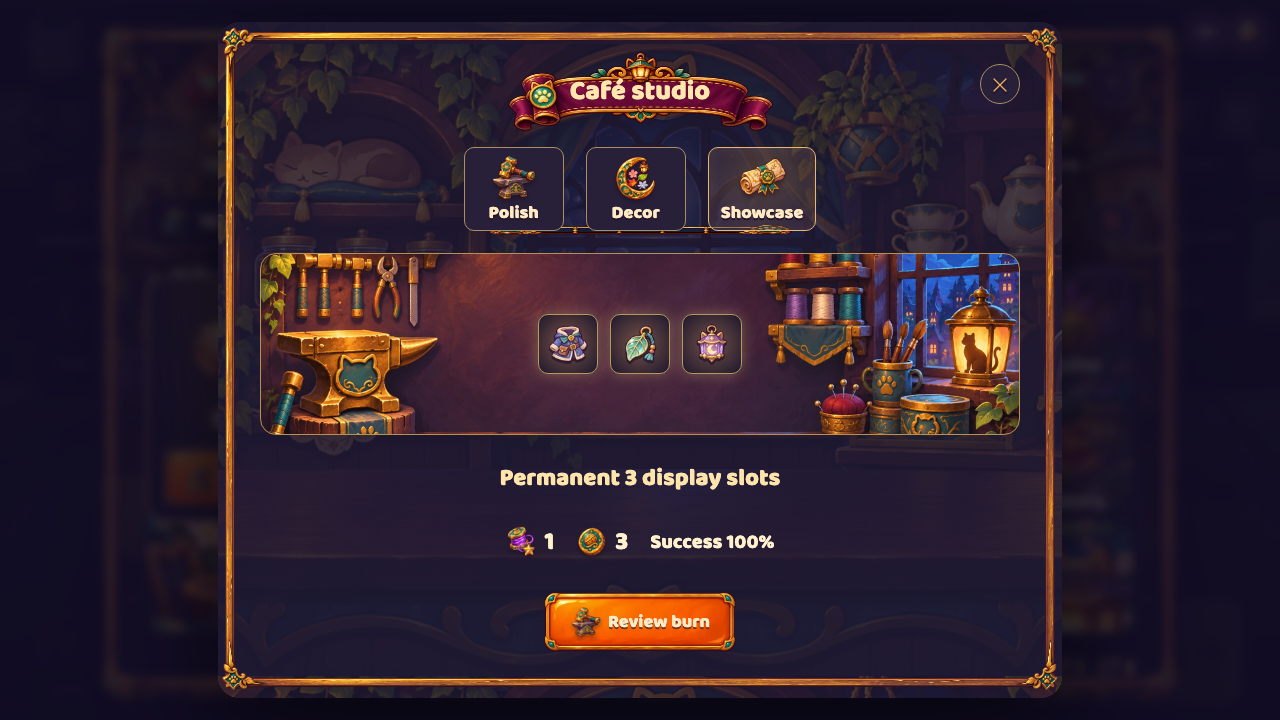 Café studio
Polish
Decor
Showcase
Permanent 3 display slots
1 3 Success 100%
Review burn